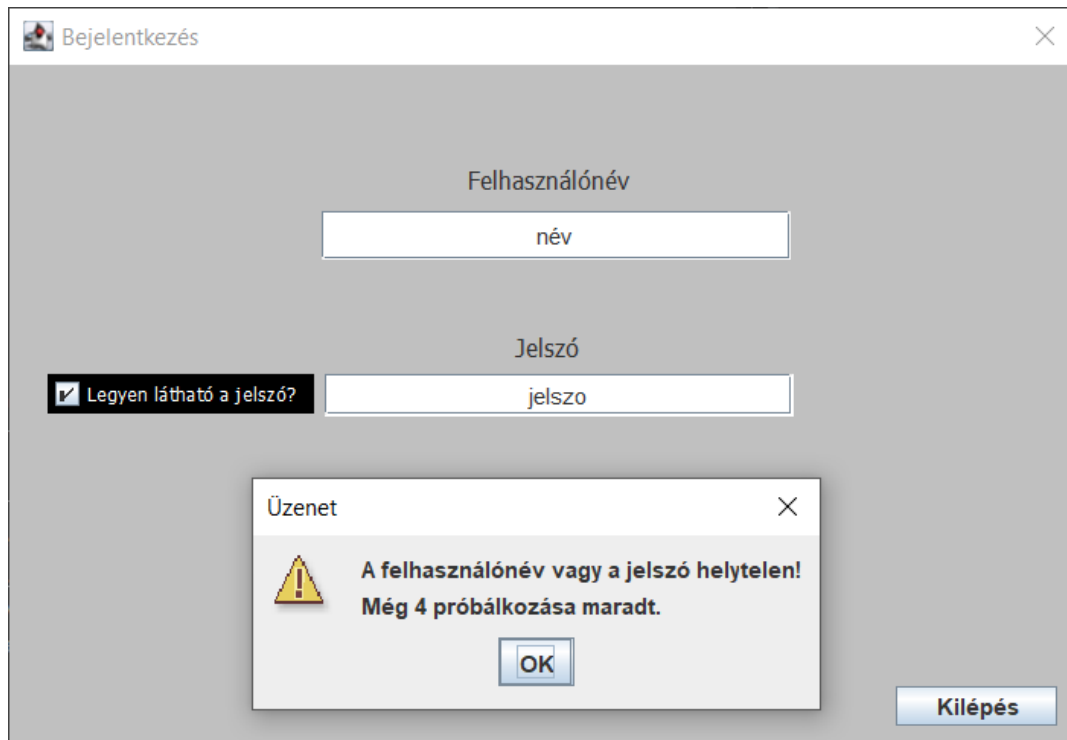 Bejelentkezés
Felhasználónév
név
Jelszó
Legyen látható a jelszó?
jelszo
Üzenet
A felhasználónév vagy a jelszó helytelen!
Még 4 próbálkozása maradt.
OK
Kilépés